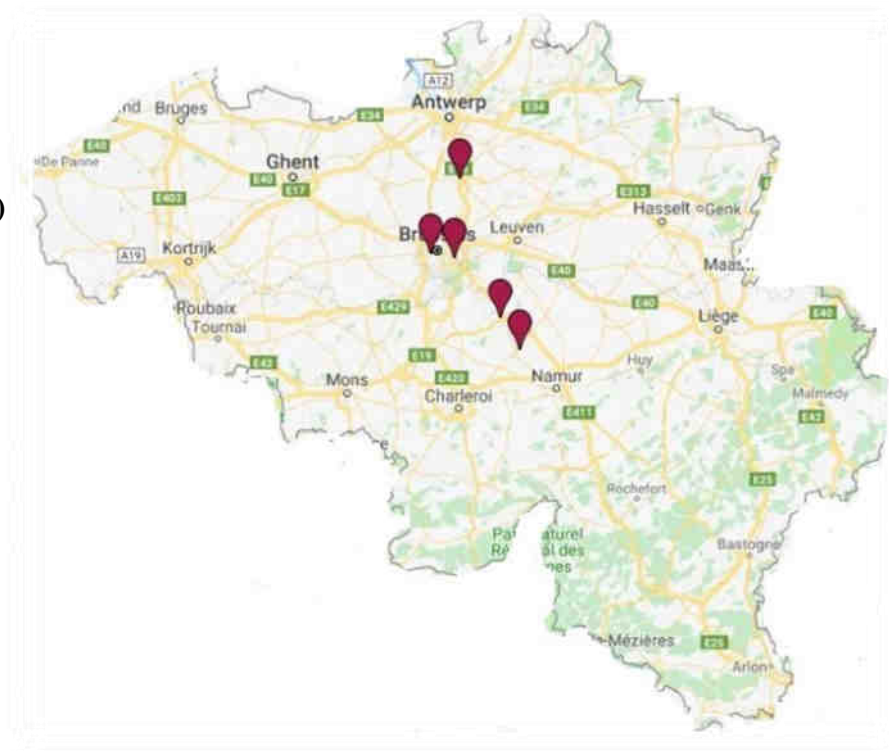 )
A12
Antwerp
E34
nd Bruges
E34
E40
De Panne
Ghent
E40
E17
E403
E313
Hasselt
Genk
Leuven
Kortrijk
A19
E40
Maas
E40
E429
Roubaix
Tournai
Liège
E40
E19
E42
E420
Huy
Spa
Mons
Namur
Charleroi
Malmedy
E42
E411
E25
Rochefort
Bastogne
Mézières
E25
Arlon